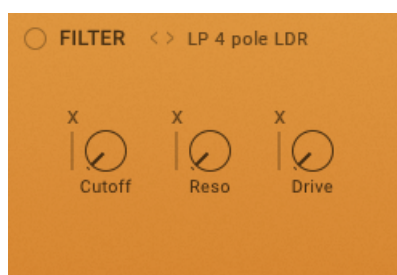 FILTER < > LP 4 pole LDR
X X X
Cutoff Reso Drive